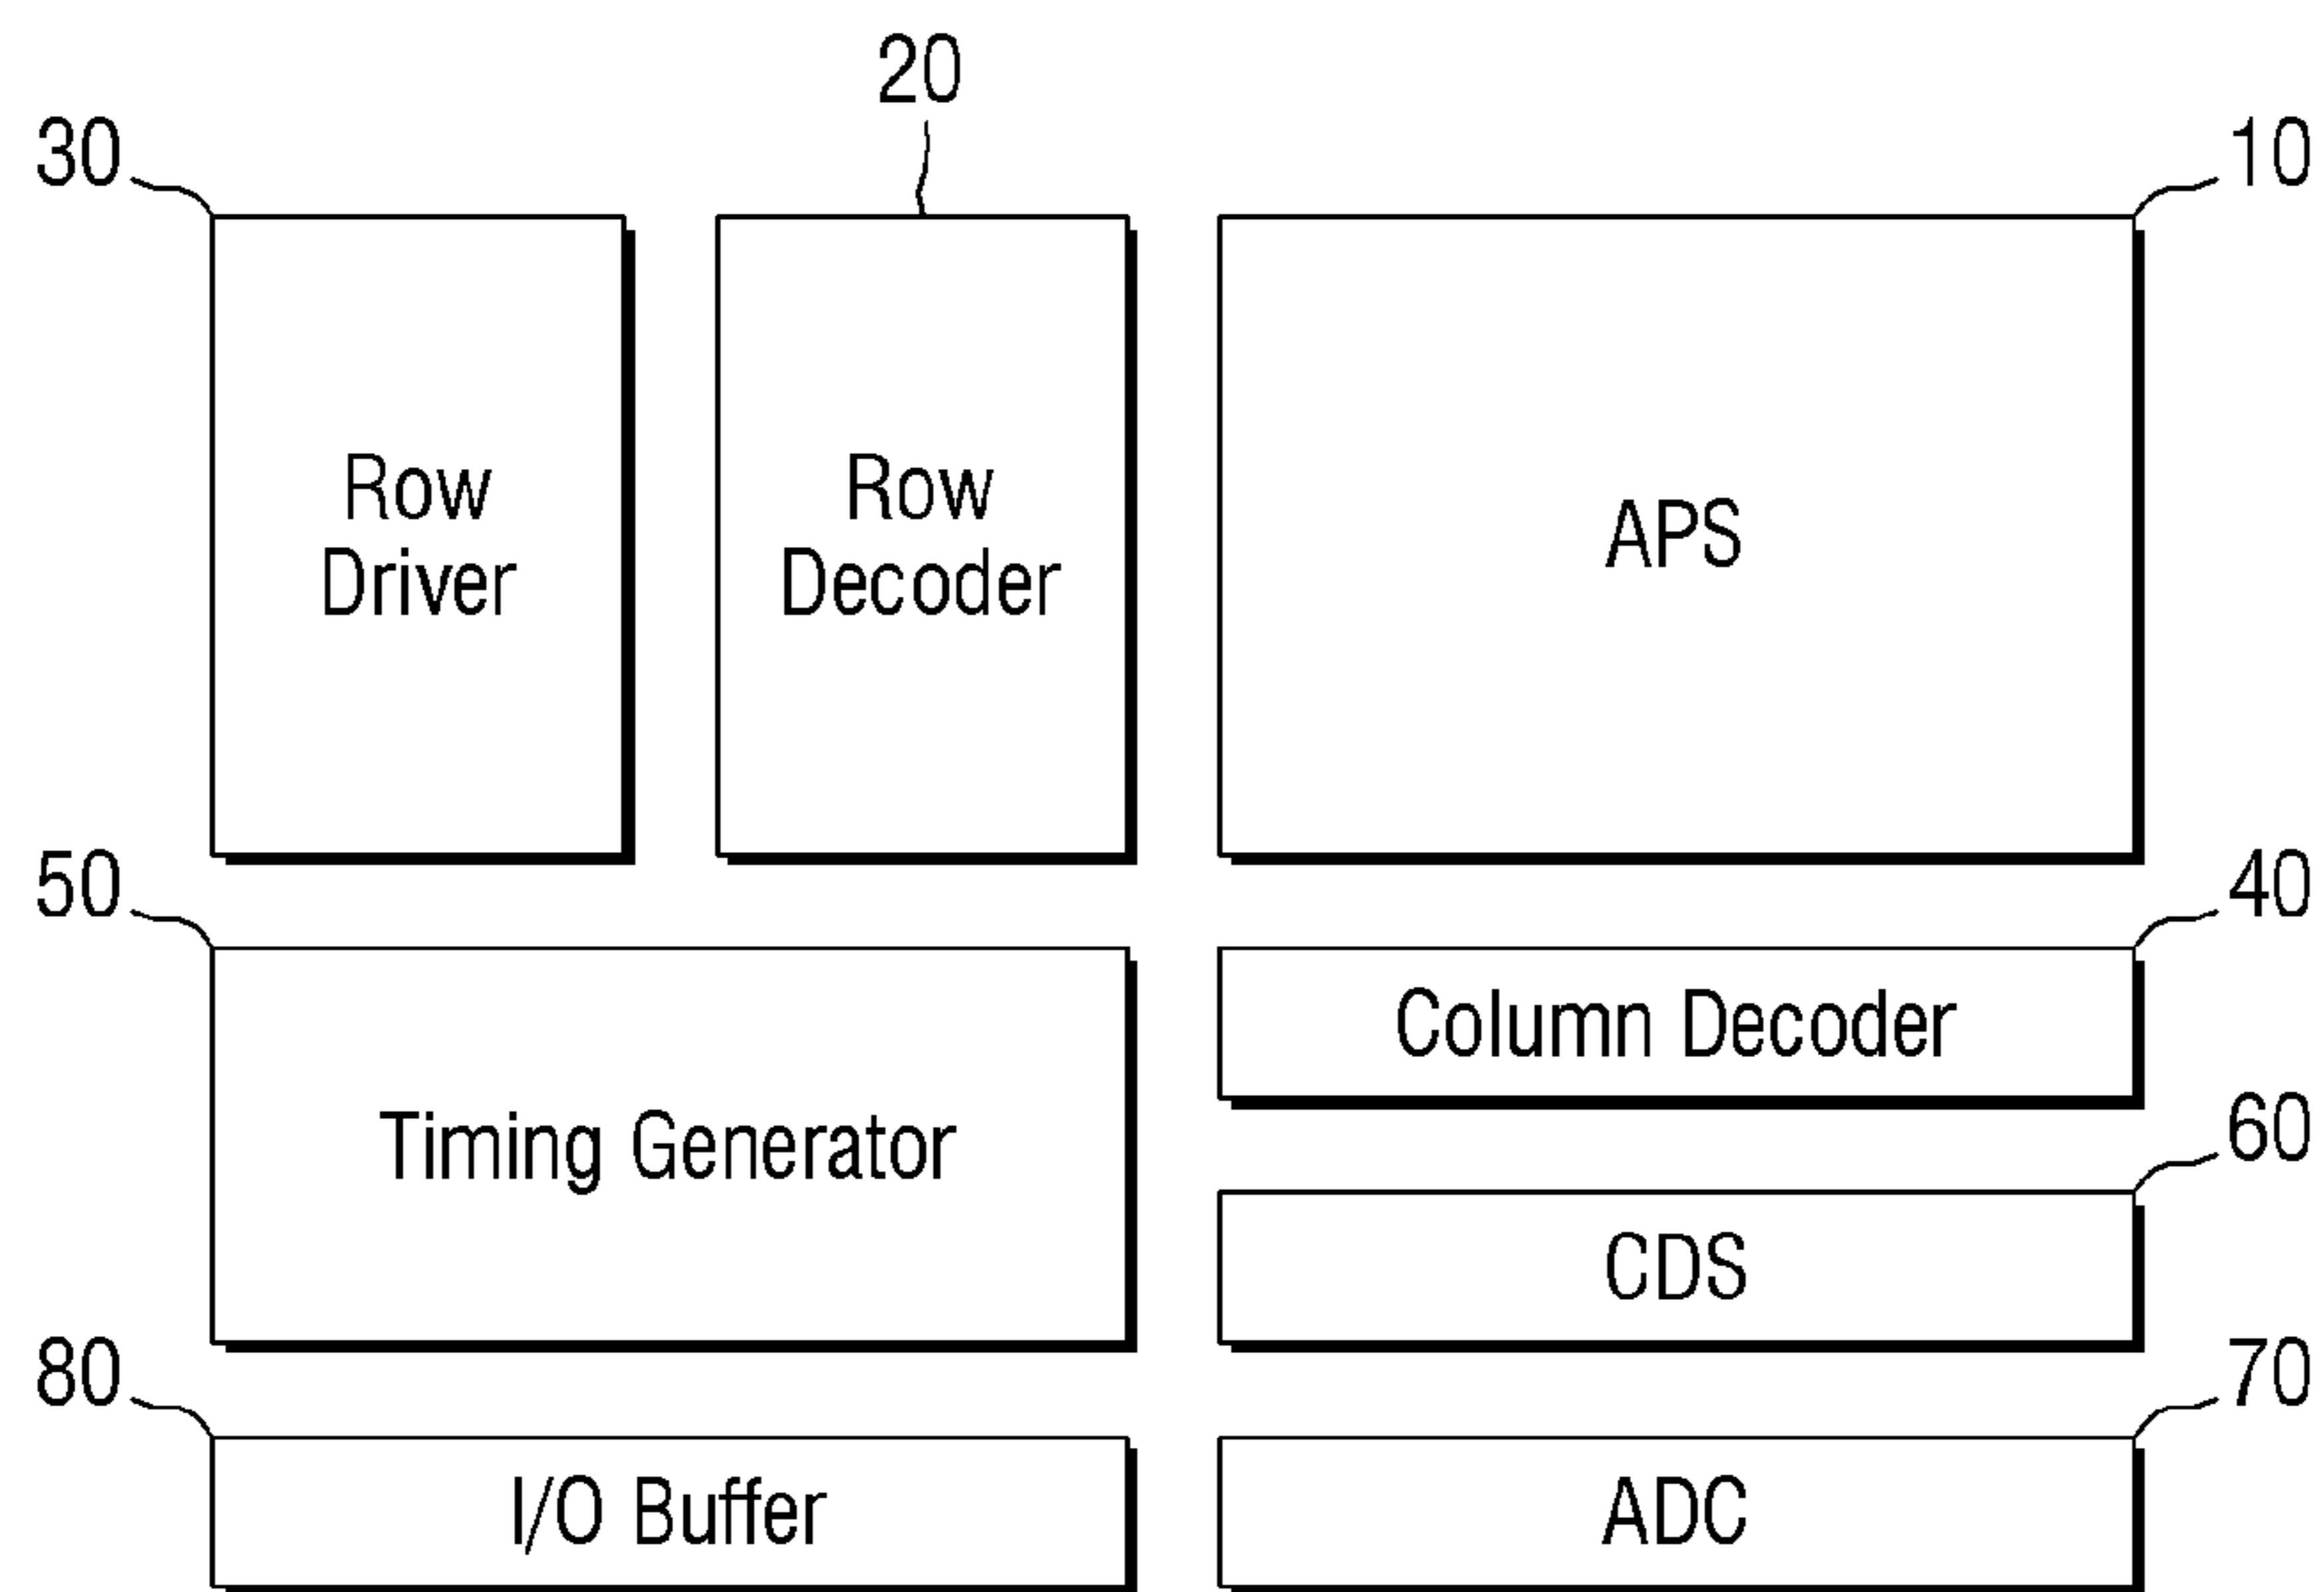 20
30
10
Row
Driver
Row
Decoder
APS
50
40
Column Decoder
Timing Generator
60
CDS
80
70
I/O Buffer
ADC